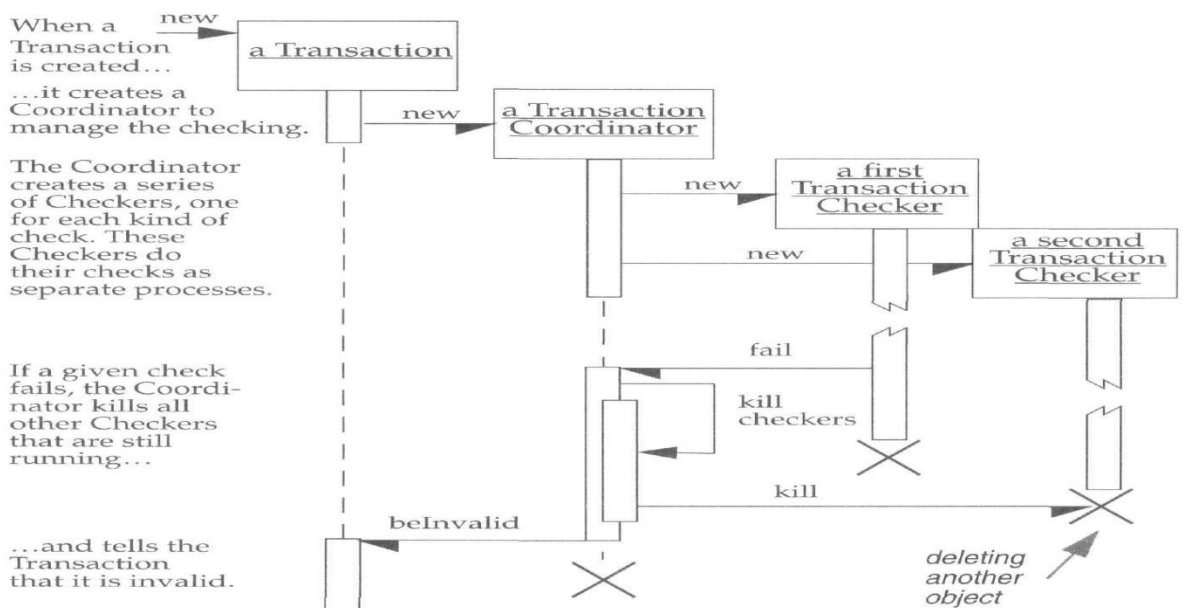 When a
Transaction
is created…
…it creates a
Coordinator to
manage the checking.
The Coordinator
creates a series
of Checkers, one
for each kind of
check. These
Checkers do
their checks as
separate processes.
If a given check
fails, the Coordi-
nator kills all
other Checkers
that are still
running…
…and tells the
Transaction
that it is invalid.
new
a Transaction
new
a Transaction
Coordinator
new
a first
Transaction
Checker
new
a second
Transaction
Checker
fail
kill
checkers
kill
beInvalid
deleting
another
object